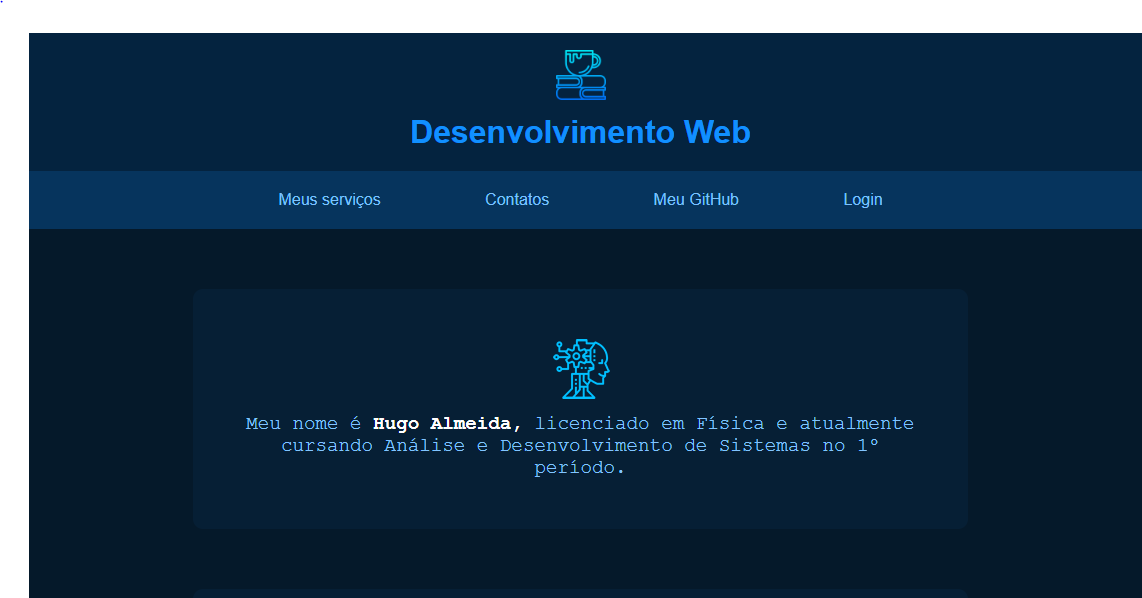 Desenvolvimento Web
Meus serviços Contatos Meu GitHub Login
Meu nome é Hugo Almeida, licenciado em Física e atualmente
cursando Análise e Desenvolvimento de Sistemas no 1º
período.